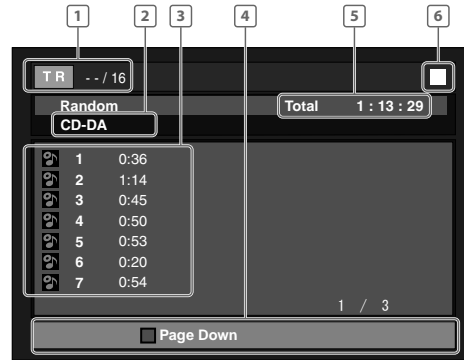 1 2 3 4 5 6
TR - - / 16
Random Total 1 : 13 : 29
CD-DA
1 0:36
2 1:14
3 0:45
4 0:50
5 0:53
6 0:20
7 0:54
1 / 3
Page Down